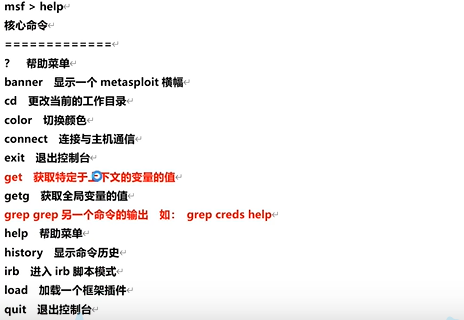 msf > help
核心命令
=============
?  帮助菜单
banner  显示一个 metasploit 横幅
cd  更改当前的工作目录
color  切换颜色
connect  连接与主机通信
exit  退出控制台
get  获取特定于上下文的变量的值
getg  获取全局变量的值
grep grep 另一个命令的输出  如： grep creds help
help  帮助菜单
history  显示命令历史
irb  进入 irb 脚本模式
load  加载一个框架插件
quit  退出控制台